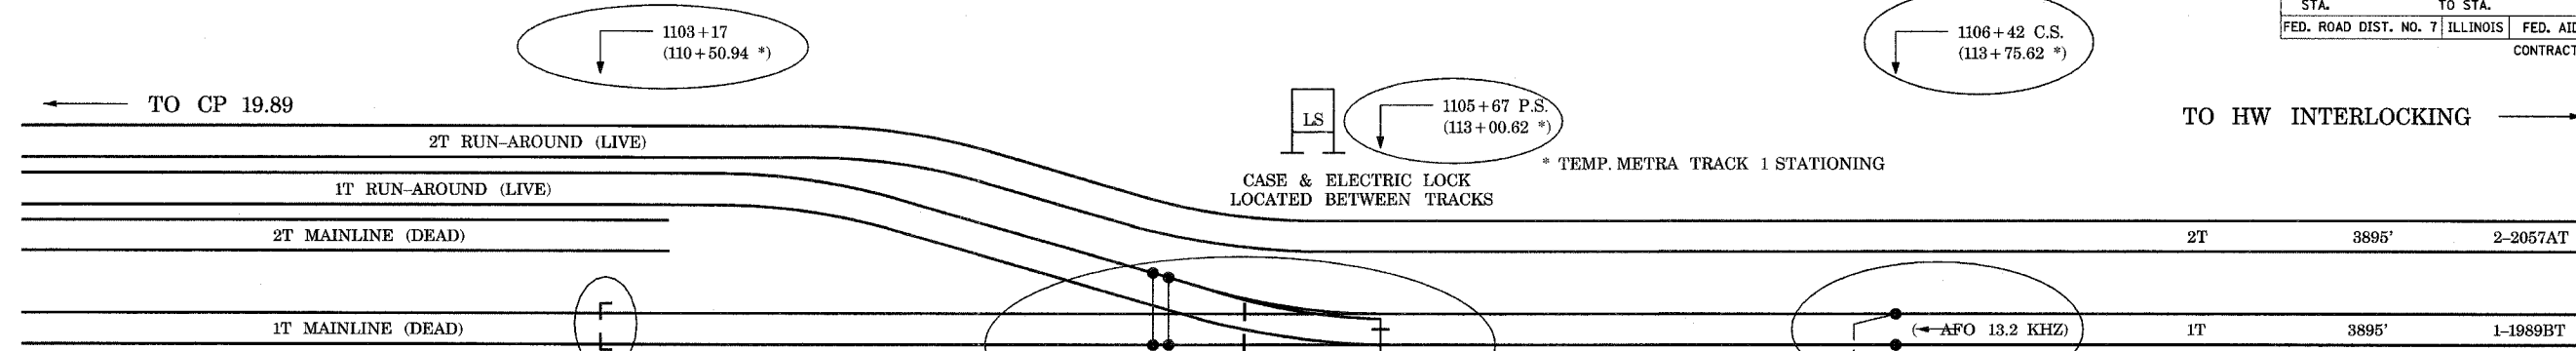 1103+17
(110+50.94 *)
1106+42 C.S.
(113+75.62 *)
STA. TO STA.
FED. ROAD DIST. NO. 7 ILLINOIS FED. AID
CONTRACT
TO CP 19.89
LS
1105+67 P.S.
(113+00.62 *)
TO HW INTERLOCKING
2T RUN-AROUND (LIVE)
* TEMP. METRA TRACK 1 STATIONING
1T RUN-AROUND (LIVE)
CASE & ELECTRIC LOCK
LOCATED BETWEEN TRACKS
2T MAINLINE (DEAD)
2T 3895' 2-2057AT
1T MAINLINE (DEAD)
(←AFO 13.2 KHZ)
1T 3895' 1-1989BT